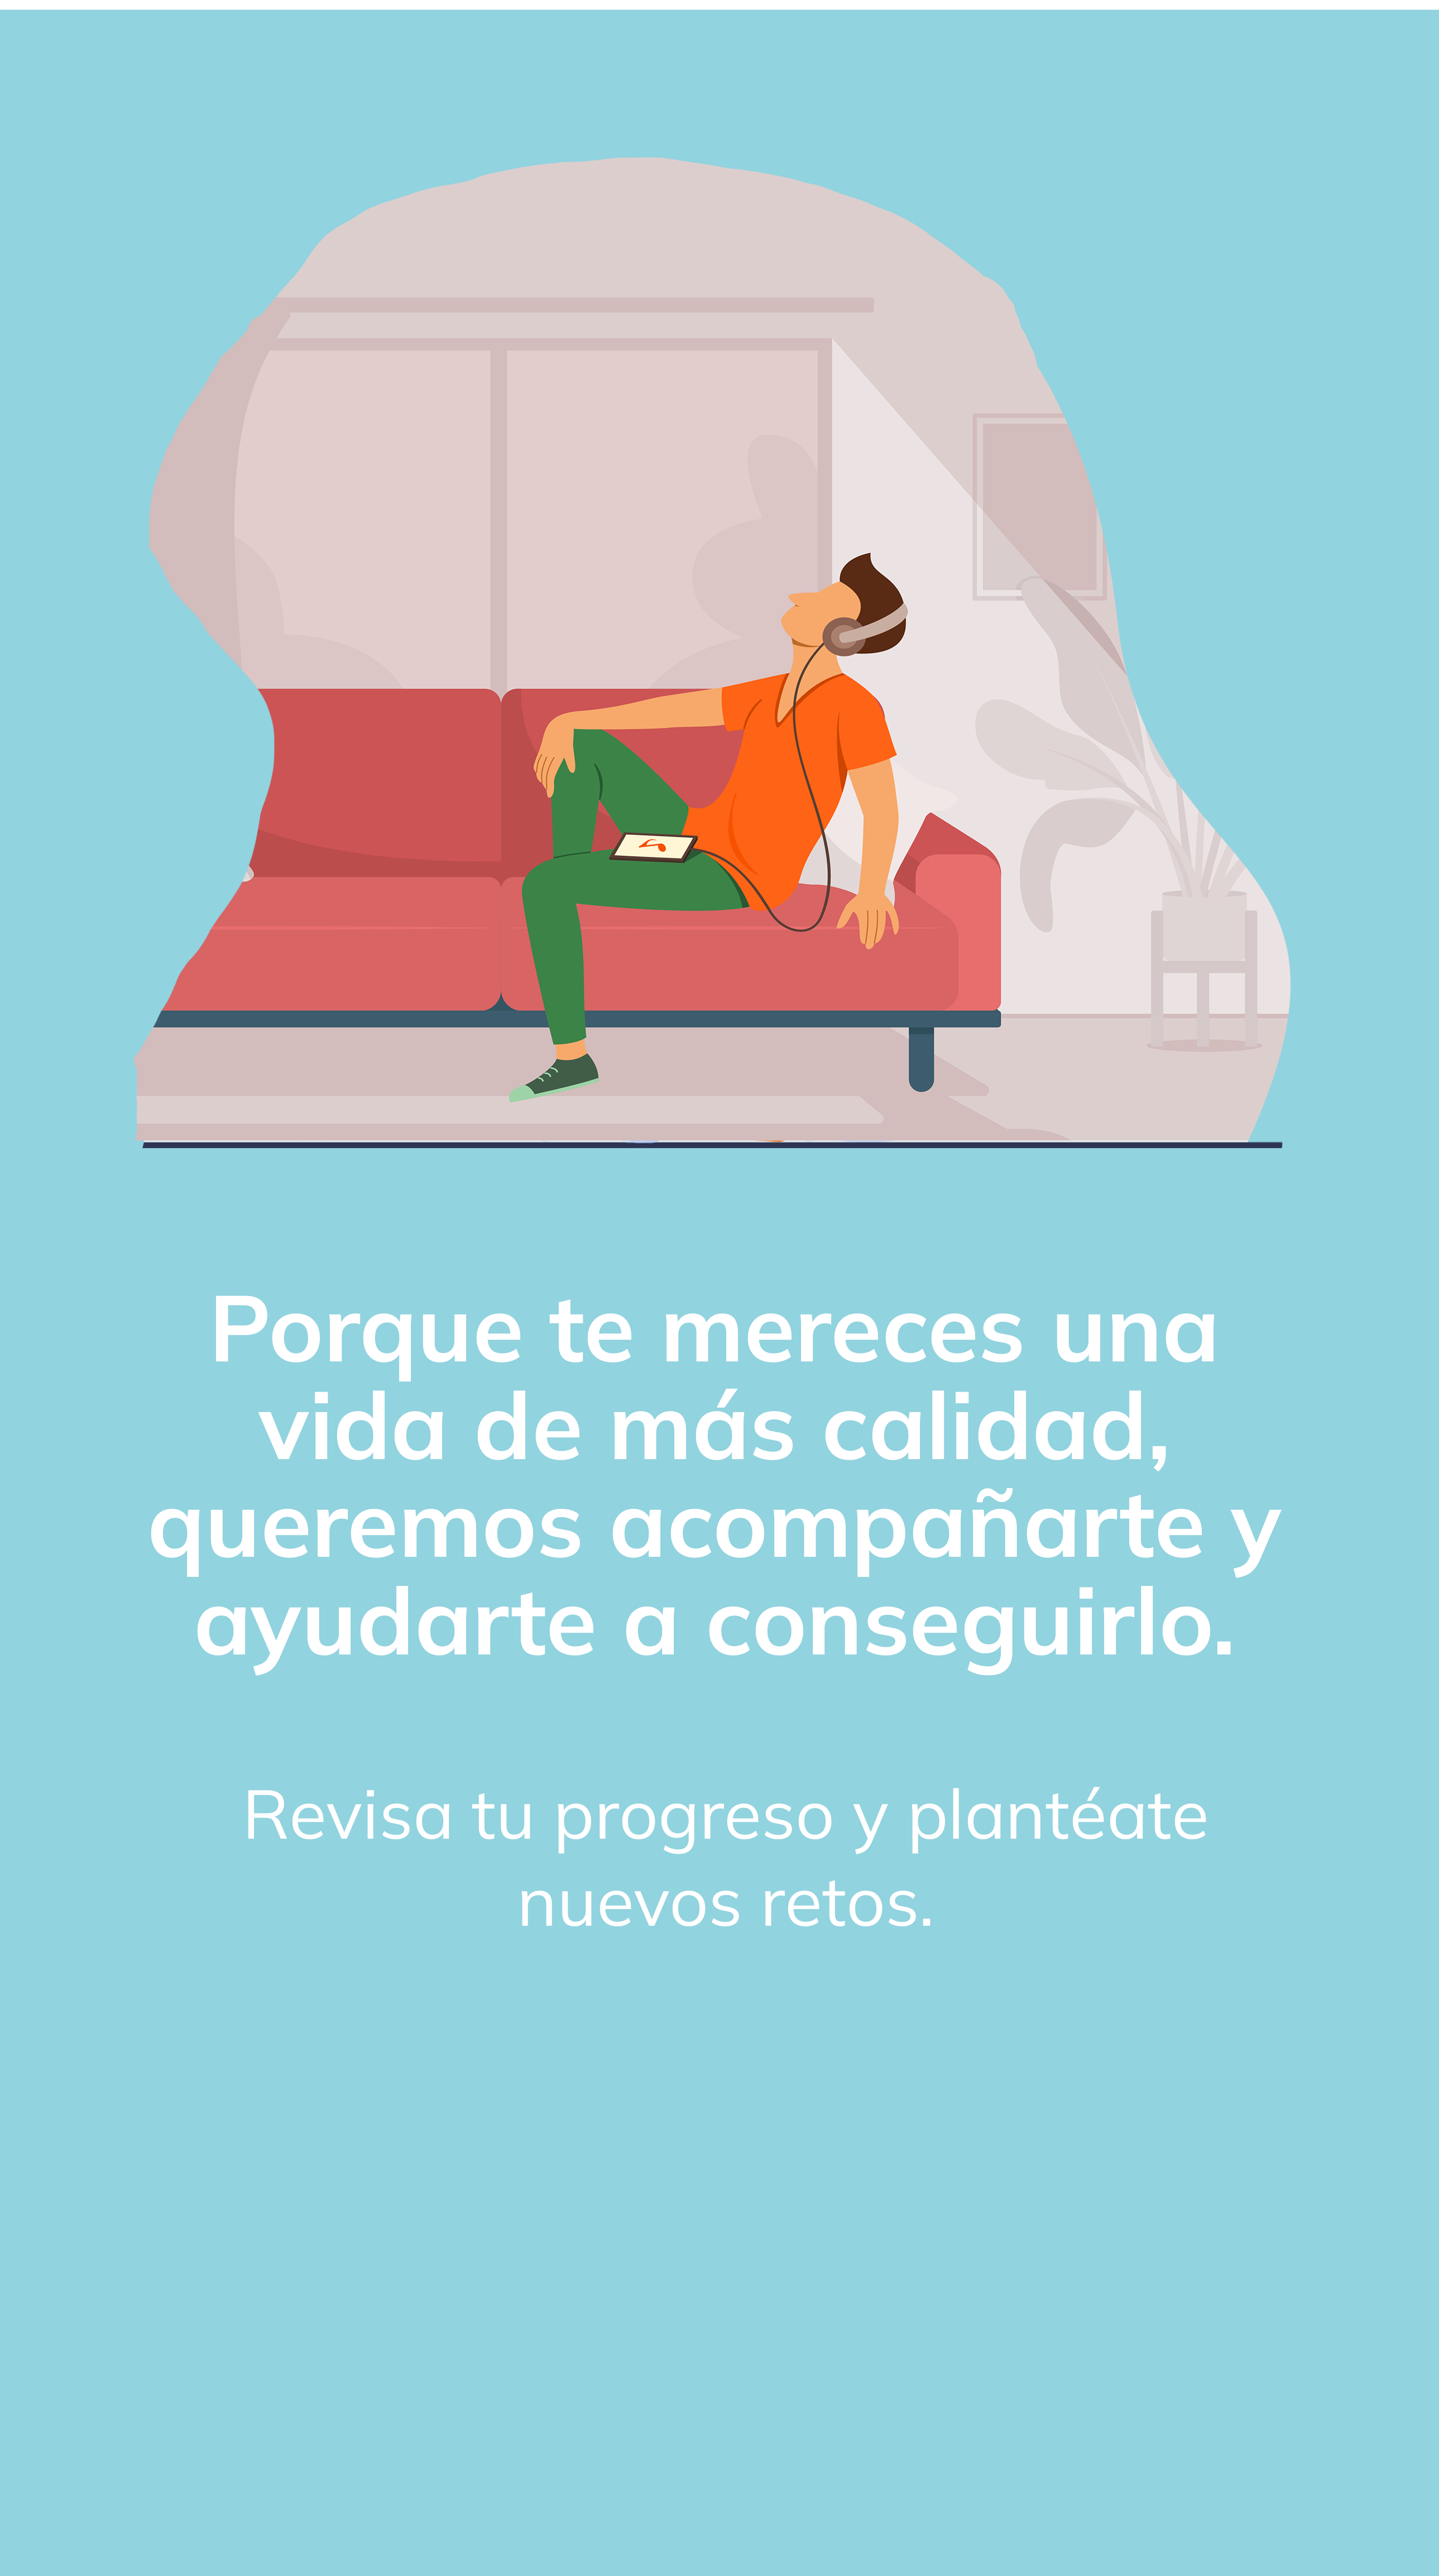 Porque te mereces una
vida de más calidad,
queremos acompañarte y
ayudarte a conseguirlo.
Revisa tu progreso y plantéate
nuevos retos.